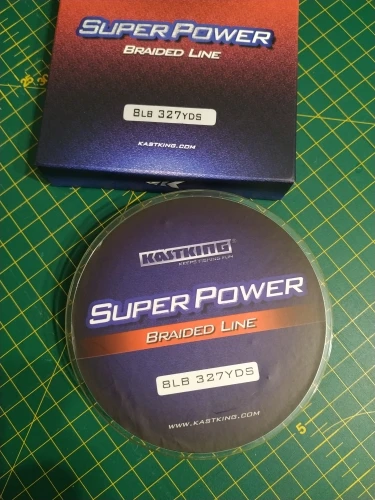 SUPER POWER
BRAIDED LINE
8LB 327YDS
KASTKING.COM
KASTKING®
KEEPS FISHING FUN
SUPER POWER
BRAIDED LINE
8LB 327YDS
WWW.KASTKING.COM
5